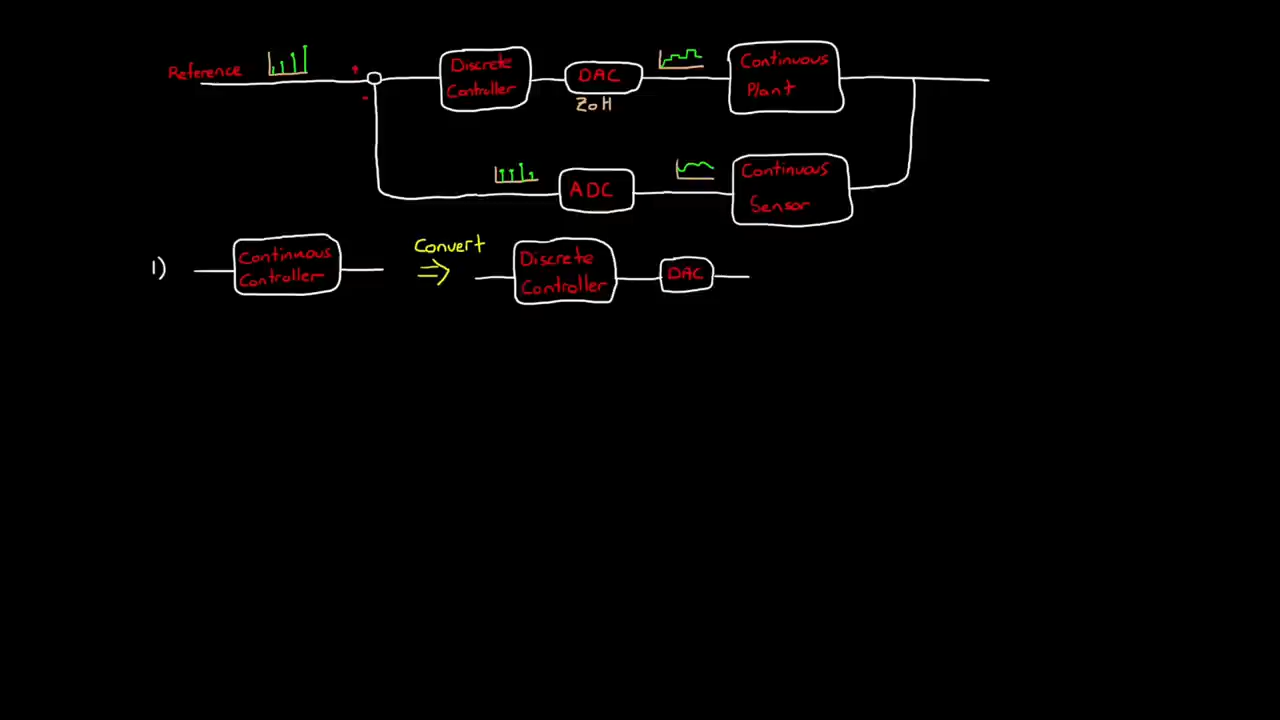 Reference
Discrete
Controller
DAC
ZoH
Continuous
Plant
+
-
ADC
Continuous
Sensor
1)
Continuous
Controller
Convert
Discrete
Controller
DAC